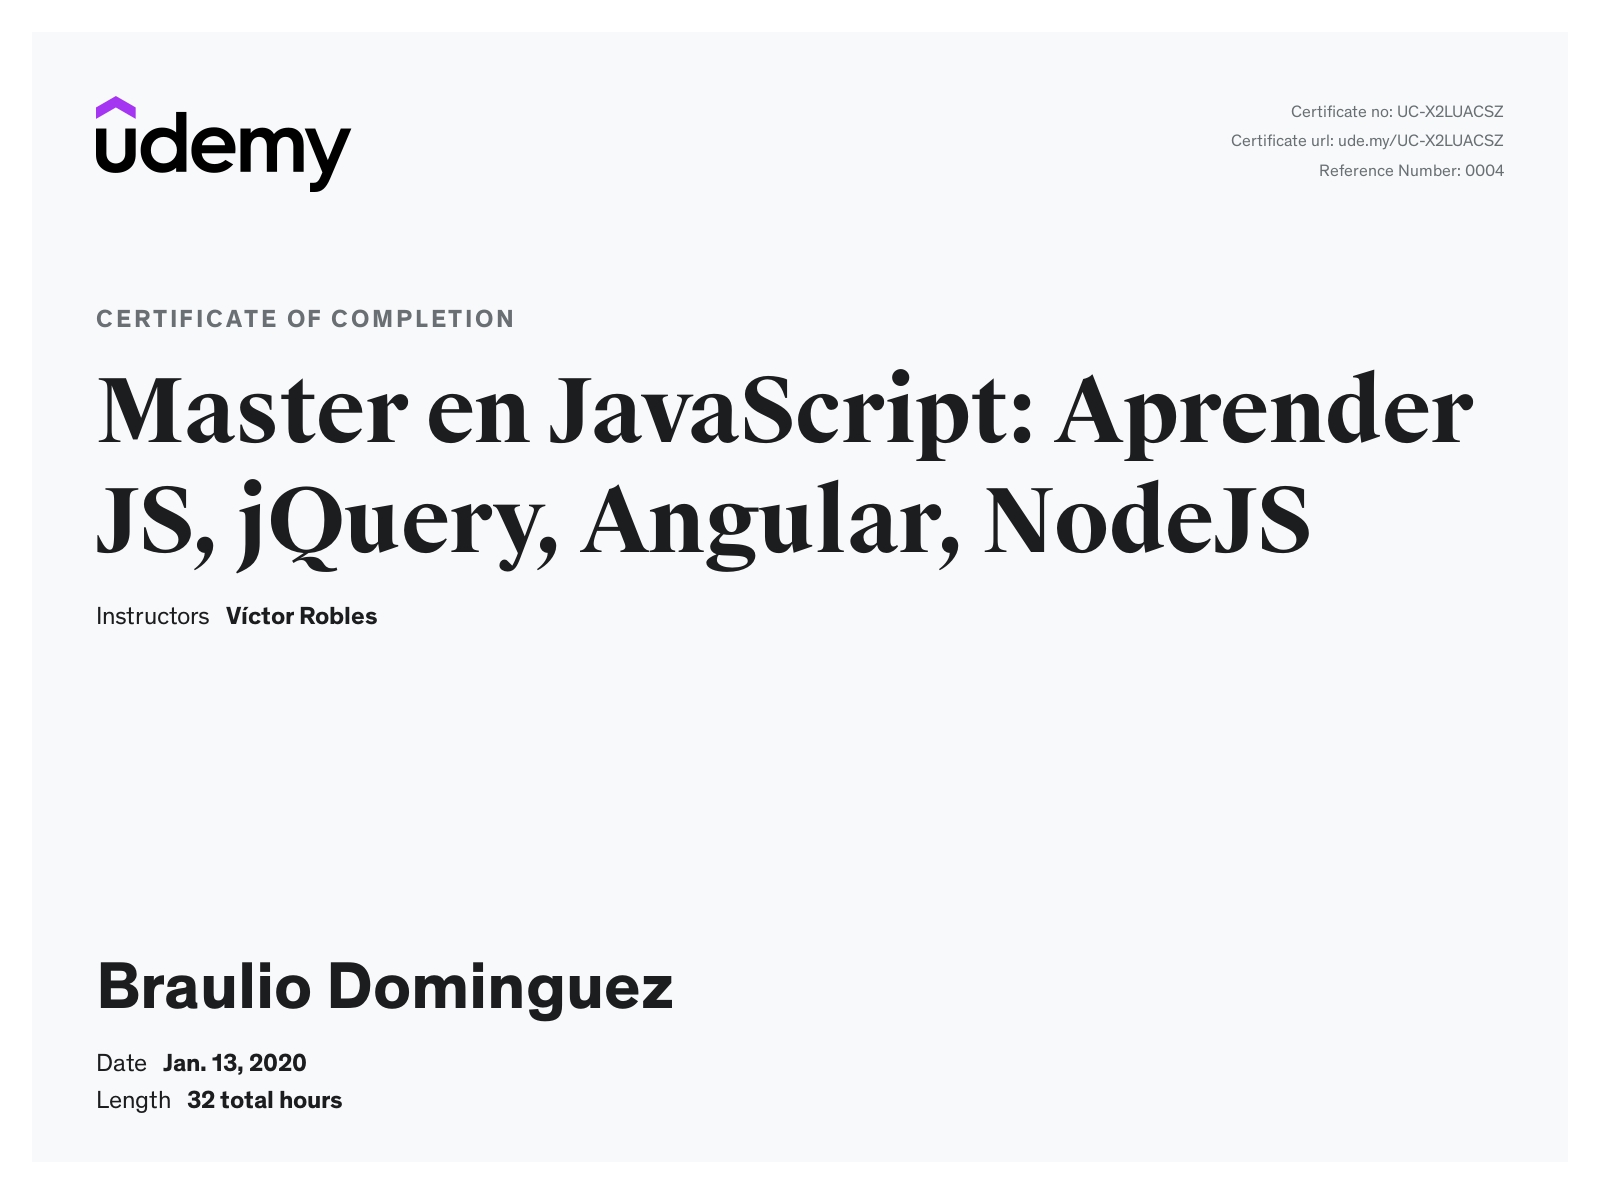 udemy
Certificate no: UC-X2LUACSZ
Certificate url: ude.my/UC-X2LUACSZ
Reference Number: 0004
CERTIFICATE OF COMPLETION
Master en JavaScript: Aprender
JS, jQuery, Angular, NodeJS
Instructors Víctor Robles
Braulio Dominguez
Date Jan. 13, 2020
Length 32 total hours